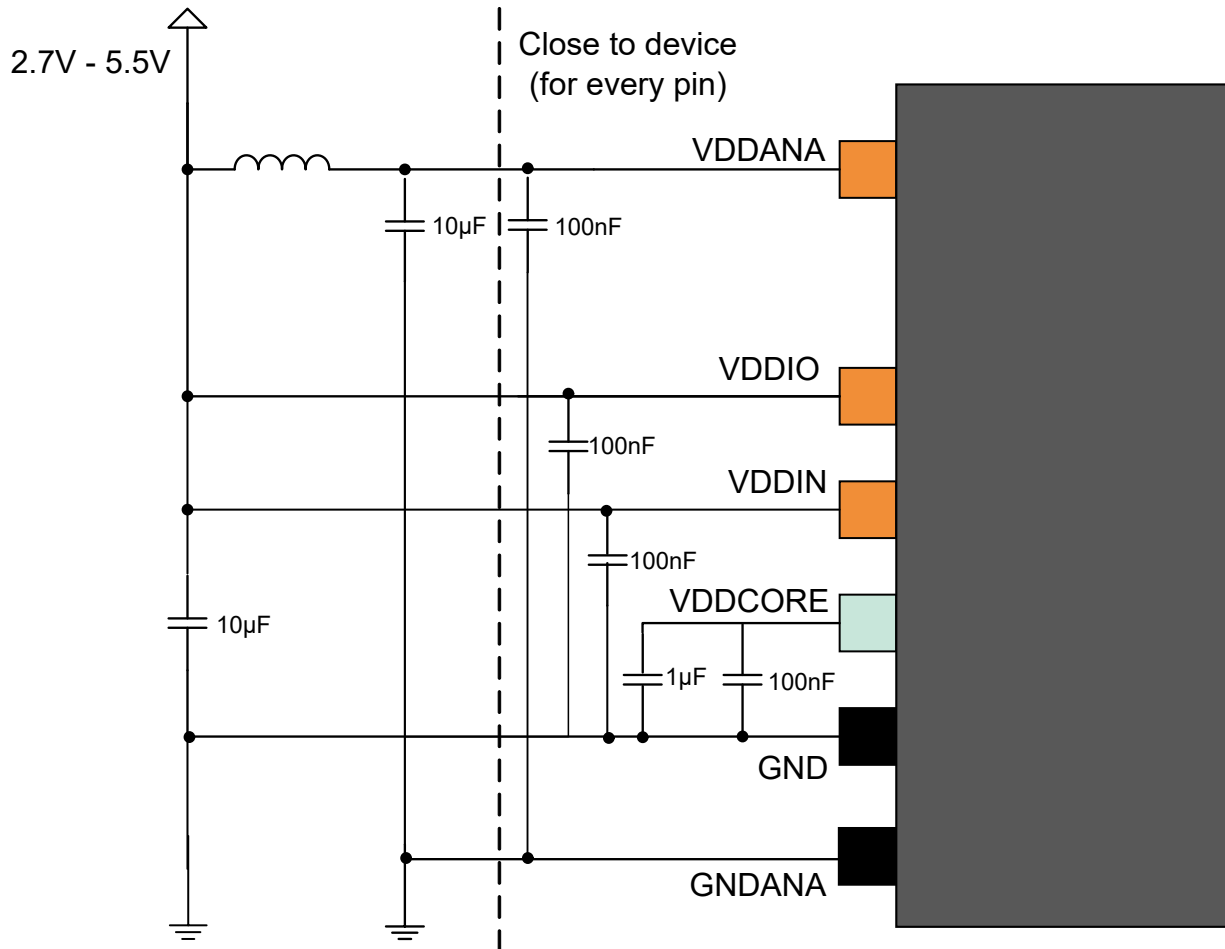 2.7V - 5.5V
Close to device
(for every pin)
VDDANA
10µF
100nF
VDDIO
100nF
VDDIN
100nF
VDDCORE
10µF
1µF
100nF
GND
GNDANA